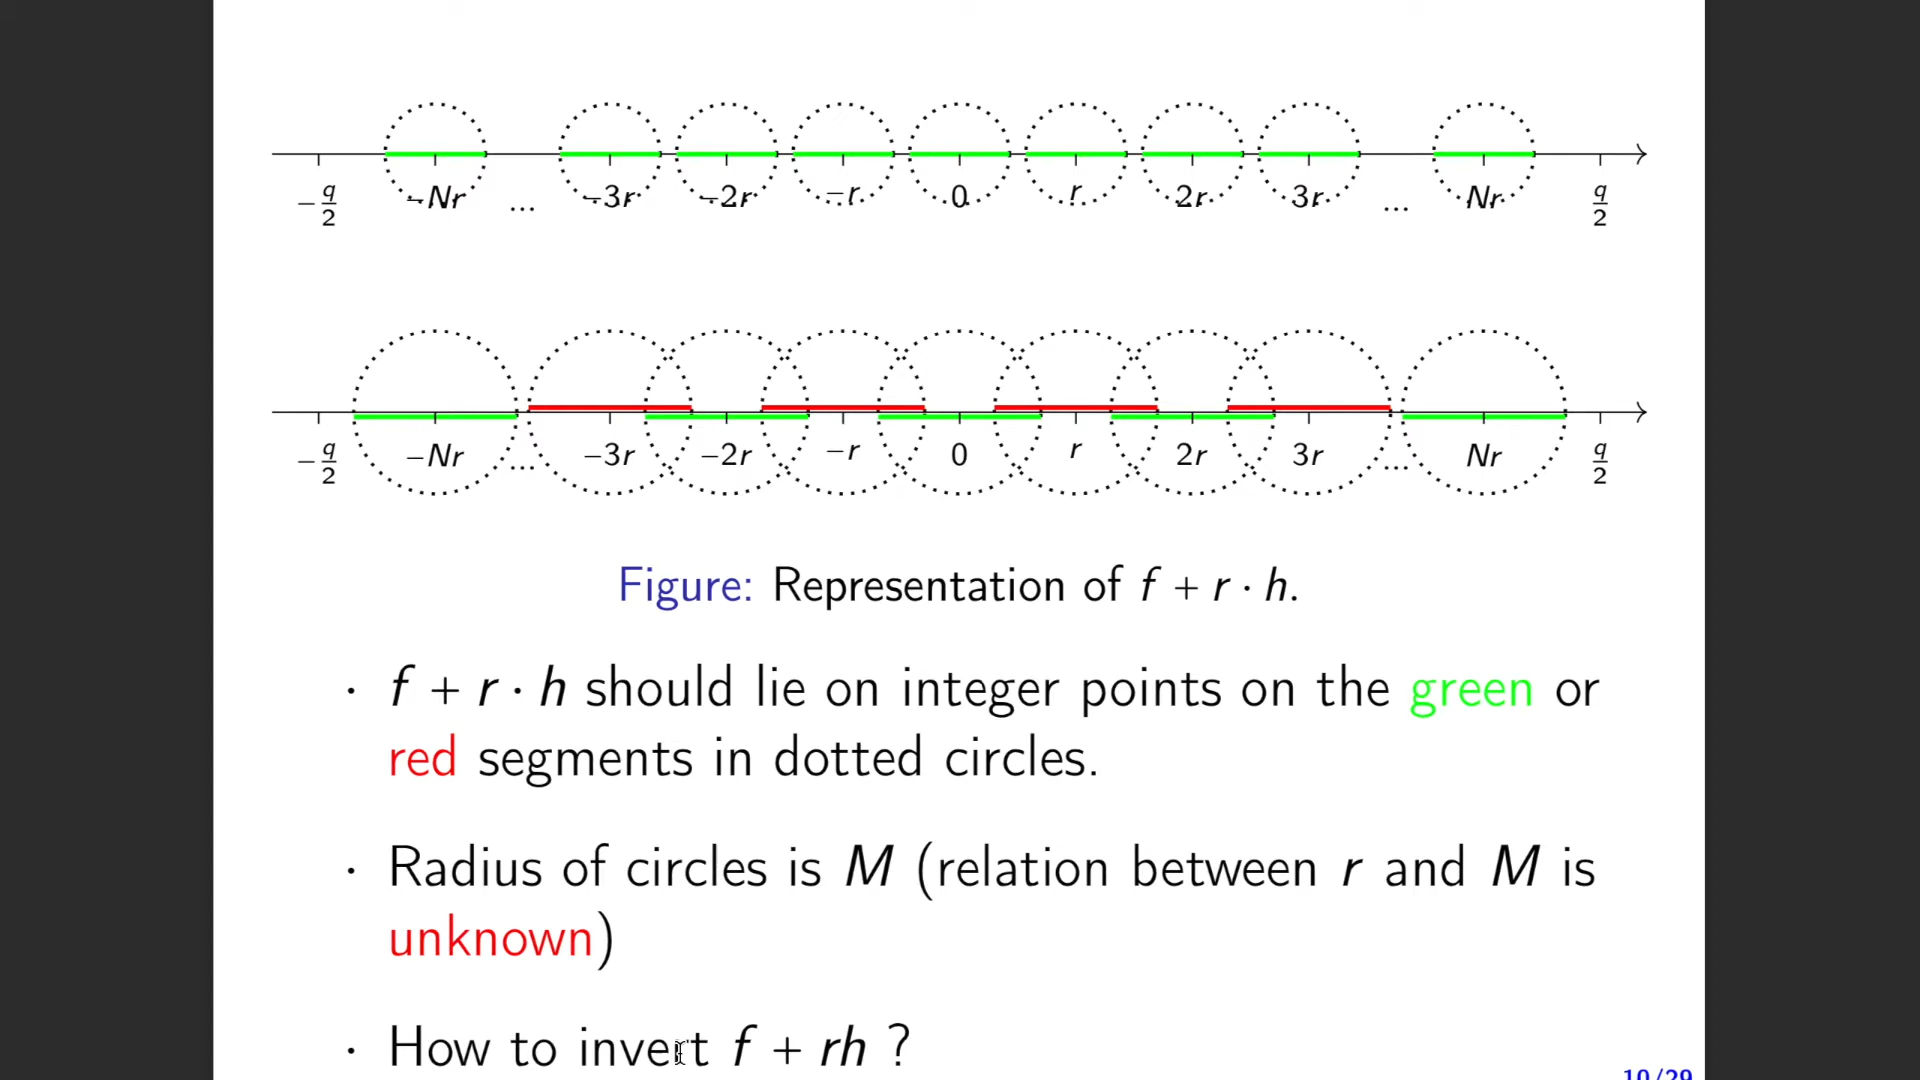 −q/2 −Nr ... −3r −2r −r 0 r 2r 3r ... Nr q/2
−q/2 −Nr ... −3r −2r −r 0 r 2r 3r ... Nr q/2
Figure: Representation of f + r · h.
· f + r · h should lie on integer points on the green or
red segments in dotted circles.
· Radius of circles is M (relation between r and M is
unknown)
· How to invert f + rh ?
10/29